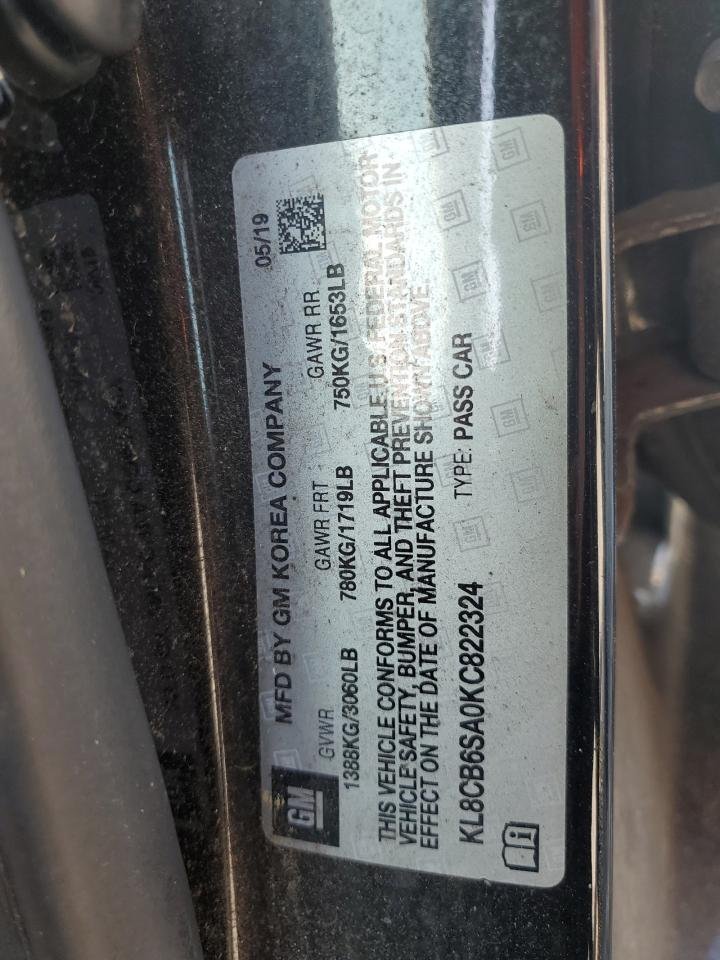 GM
MFD BY GM KOREA COMPANY 05/19
GVWR GAWR FRT GAWR RR
1388KG/3060LB 780KG/1719LB 750KG/1653LB
THIS VEHICLE CONFORMS TO ALL APPLICABLE U.S. FEDERAL MOTOR
VEHICLE SAFETY, BUMPER, AND THEFT PREVENTION STANDARDS IN
EFFECT ON THE DATE OF MANUFACTURE SHOWN ABOVE.
KL8CB6SA0KC822324 TYPE: PASS CAR